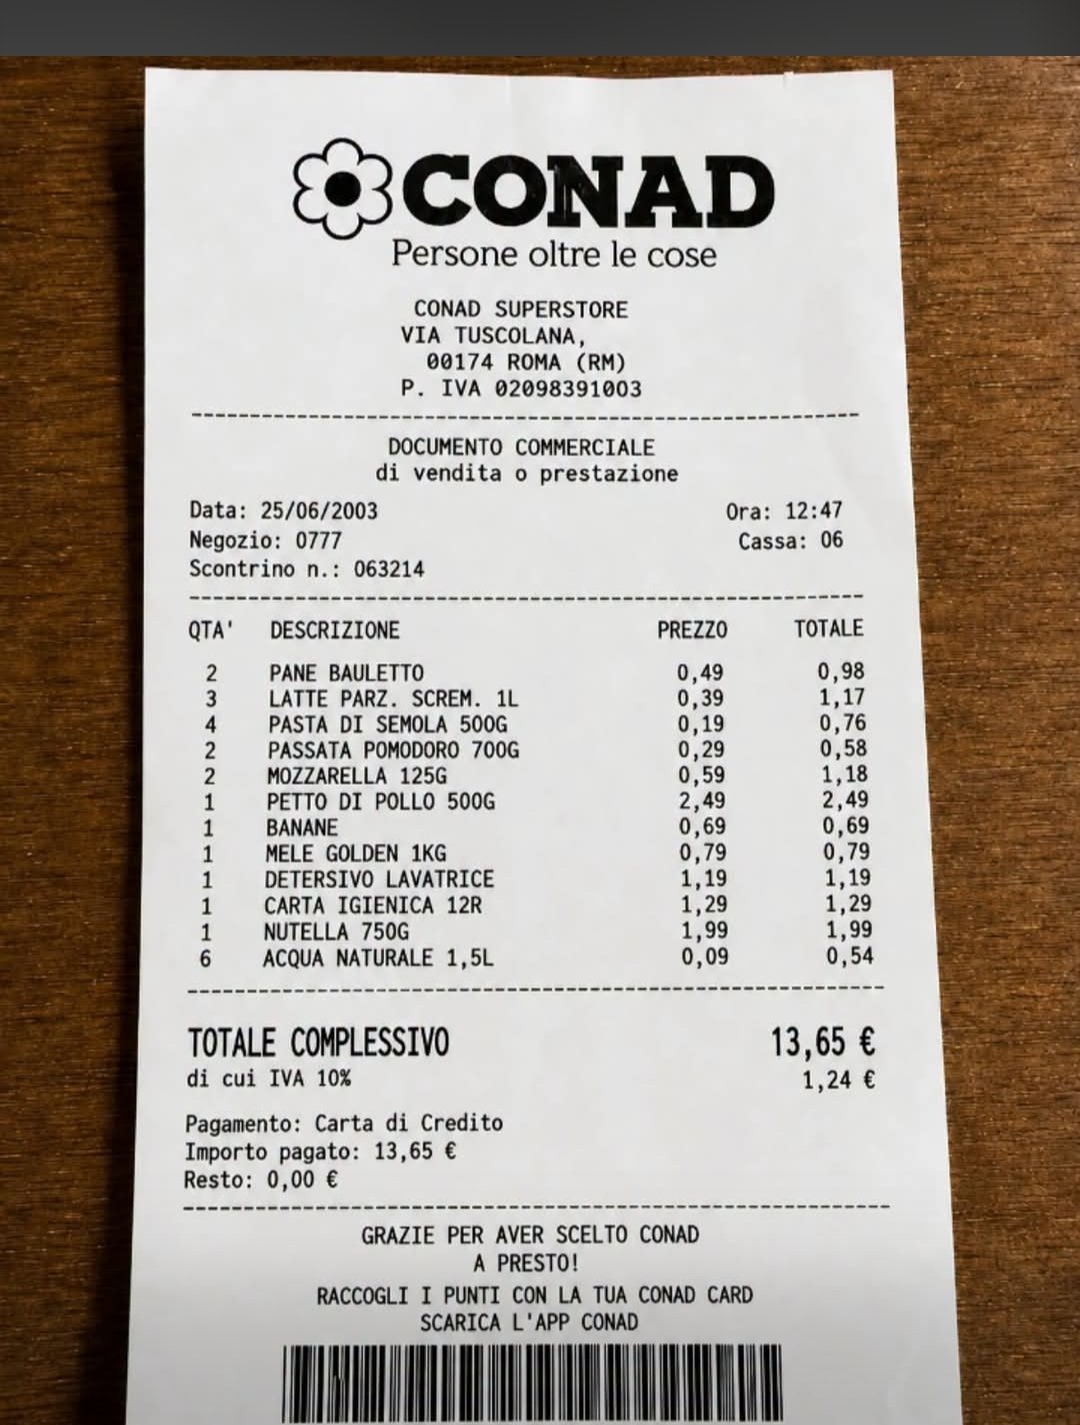 CONAD
Persone oltre le cose
CONAD SUPERSTORE
VIA TUSCOLANA,
00174 ROMA (RM)
P. IVA 02098391003
DOCUMENTO COMMERCIALE
di vendita o prestazione
Data: 25/06/2003 Ora: 12:47
Negozio: 0777 Cassa: 06
Scontrino n.: 063214
QTA' DESCRIZIONE PREZZO TOTALE
2 PANE BAULETTO 0,49 0,98
3 LATTE PARZ. SCREM. 1L 0,39 1,17
4 PASTA DI SEMOLA 500G 0,19 0,76
2 PASSATA POMODORO 700G 0,29 0,58
2 MOZZARELLA 125G 0,59 1,18
1 PETTO DI POLLO 500G 2,49 2,49
1 BANANE 0,69 0,69
1 MELE GOLDEN 1KG 0,79 0,79
1 DETERSIVO LAVATRICE 1,19 1,19
1 CARTA IGIENICA 12R 1,29 1,29
1 NUTELLA 750G 1,99 1,99
6 ACQUA NATURALE 1,5L 0,09 0,54
TOTALE COMPLESSIVO 13,65 €
di cui IVA 10% 1,24 €
Pagamento: Carta di Credito
Importo pagato: 13,65 €
Resto: 0,00 €
GRAZIE PER AVER SCELTO CONAD
A PRESTO!
RACCOGLI I PUNTI CON LA TUA CONAD CARD
SCARICA L'APP CONAD